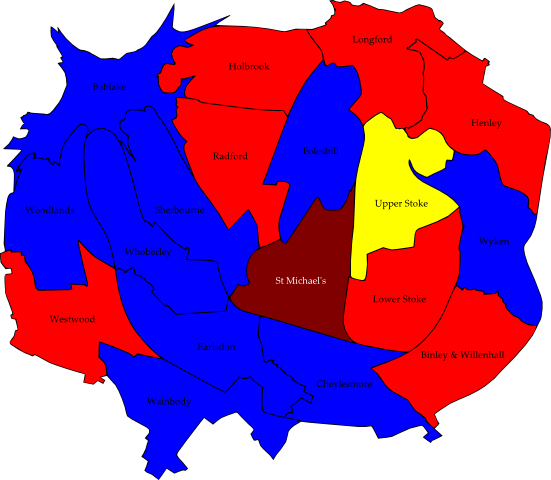 Longford
Holbrook
Bablake
Henley
Foleshill
Radford
Upper Stoke
Woodlands
Sherbourne
Wyken
Whoberley
St Michael's
Lower Stoke
Westwood
Earlsdon
Binley & Willenhall
Cheylesmore
Wainbody